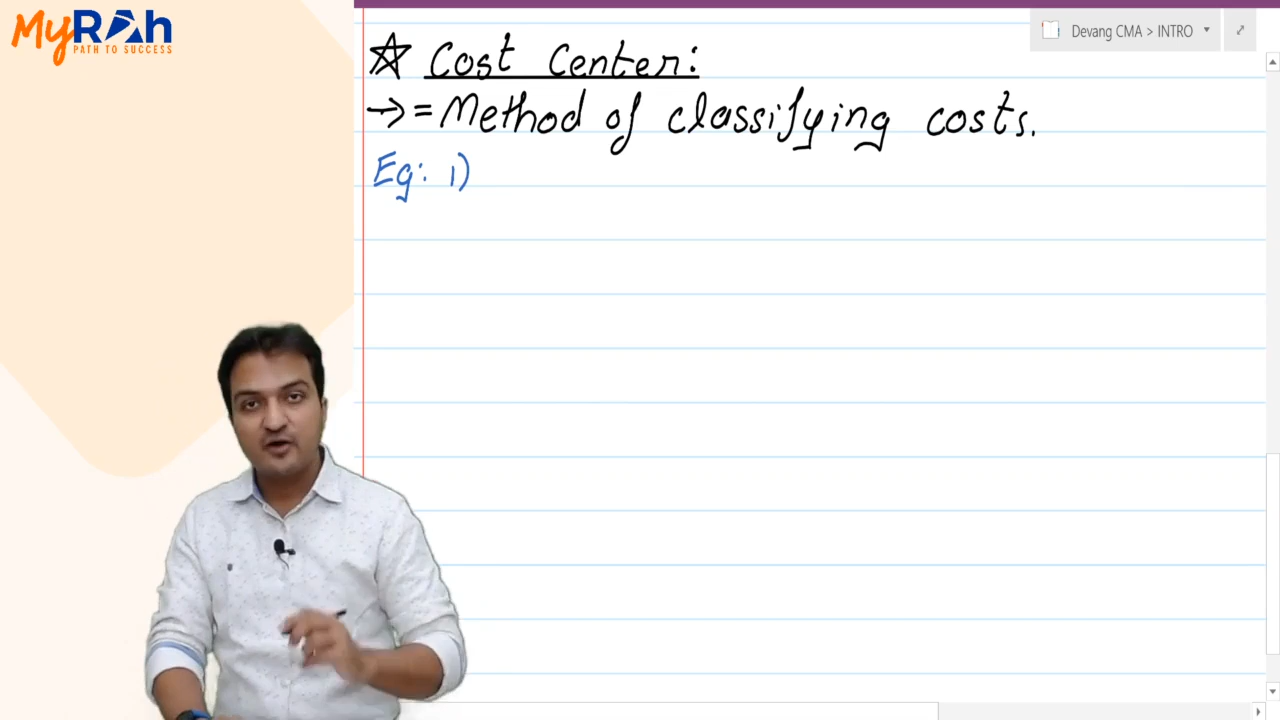 MyRAh
PATH TO SUCCESS
Devang CMA > INTRO
☆ Cost Center:
→ = Method of classifying costs.
Eg: 1)